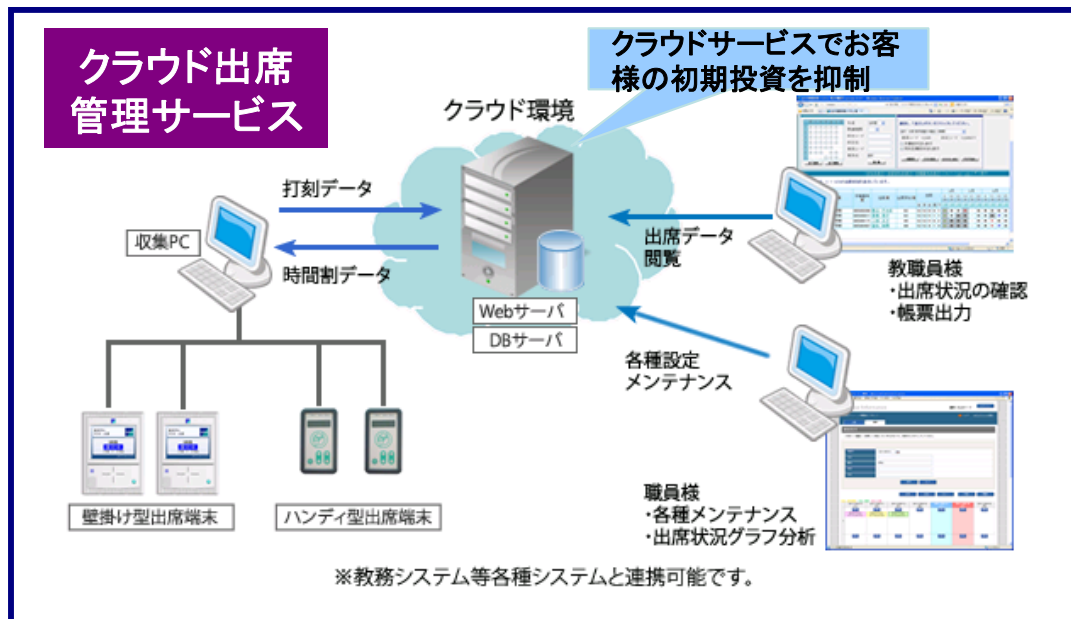 クラウド出席
管理サービス
クラウドサービスでお客
様の初期投資を抑制
クラウド環境
打刻データ
収集PC
時間割データ
Webサーバ
DBサーバ
出席データ
閲覧
教職員様
・出席状況の確認
・帳票出力
各種設定
メンテナンス
壁掛け型出席端末
ハンディ型出席端末
職員様
・各種メンテナンス
・出席状況グラフ分析
※教務システム等各種システムと連携可能です。